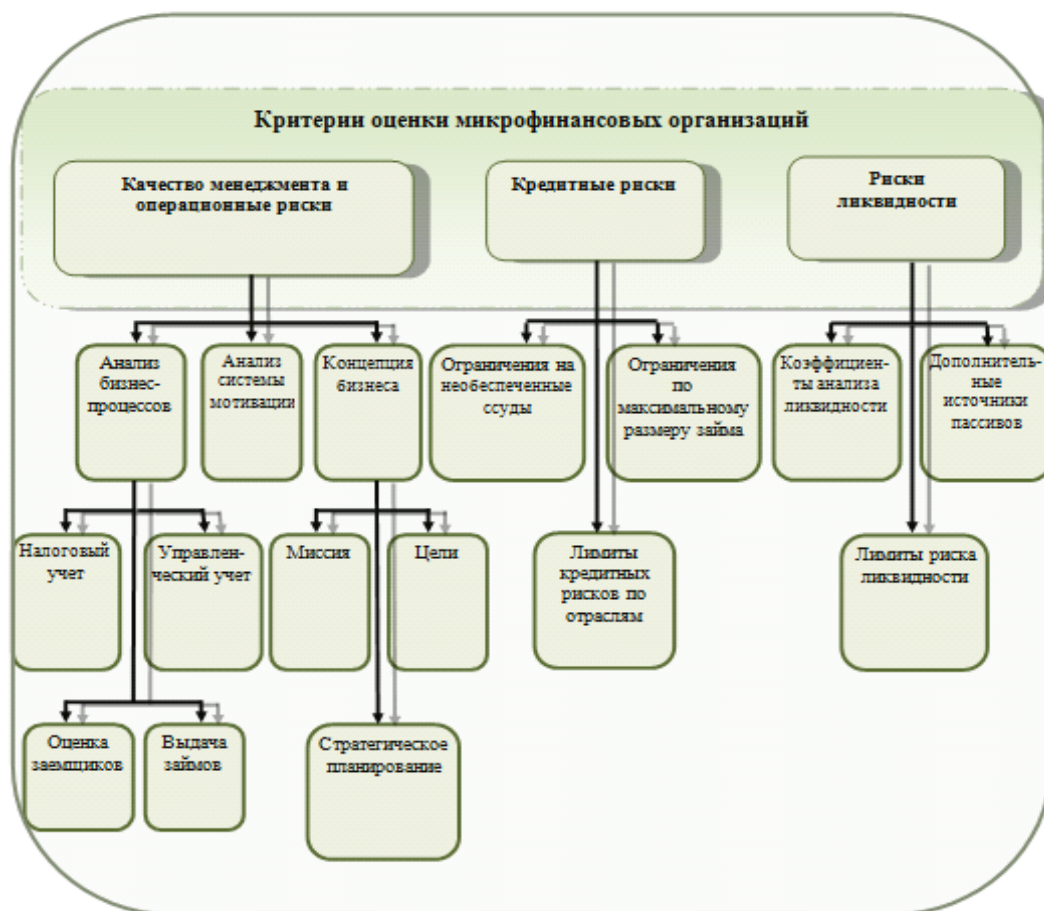 Критерии оценки микрофинансовых организаций
Качество менеджмента и
операционные риски
Кредитные риски
Риски
ликвидности
Анализ
бизнес-
процессов
Анализ
системы
мотивации
Концепция
бизнеса
Ограничения на
необеспеченные
ссуды
Ограничения
по
максимальному
размеру займа
Коэффициен-
ты анализа
ликвидности
Дополнитель-
ные
источники
пассивов
Налоговый
учет
Управлен-
ческий учет
Миссия
Цели
Лимиты
кредитных
рисков по
отраслям
Лимиты риска
ликвидности
Оценка
заемщиков
Выдача
займов
Стратегическое
планирование